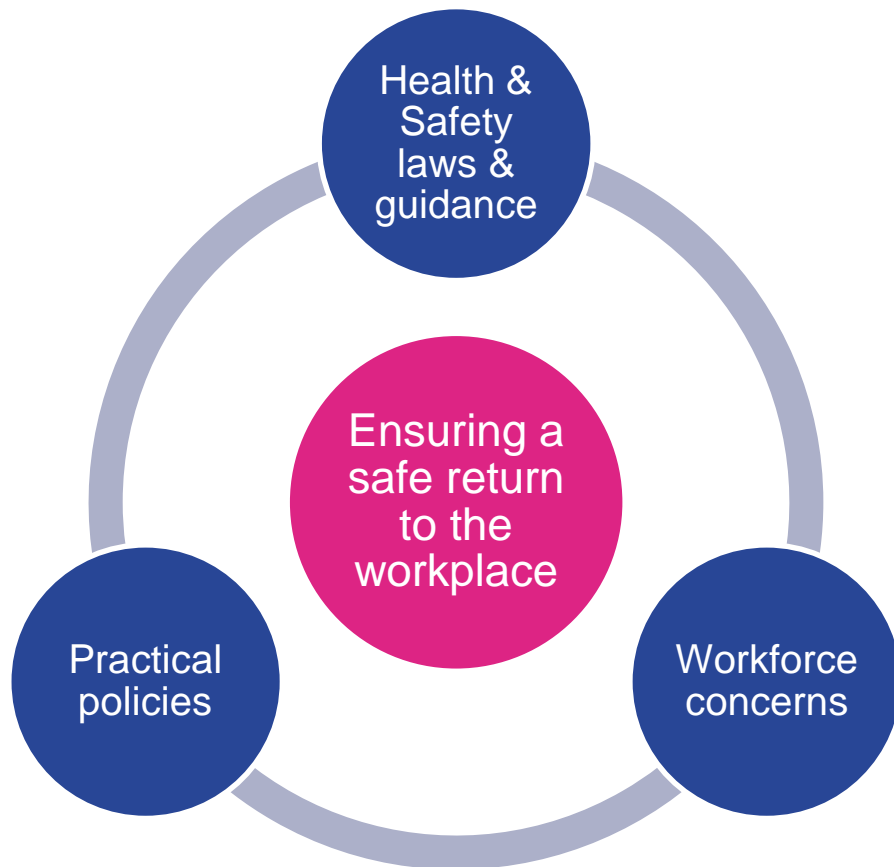 Health &
Safety
laws &
guidance
Ensuring a
safe return
to the
workplace
Practical
policies
Workforce
concerns